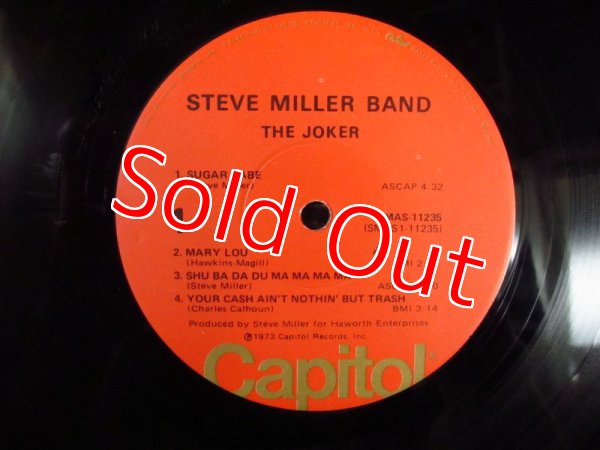 STEVE MILLER BAND
THE JOKER
1. SUGAR
ASCAP 4:32
(Steve Miller)
2. MARY LOU
(Hawkins-Magill)
3. SHU BA DA DU MA MA MA MA
(Steve Miller)
4. YOUR CASH AIN'T NOTHIN' BUT TRASH
(Charles Calhoun)
BMI 3:14
Produced by Steve Miller for Haworth Enterprises
℗1973 Capitol Records, Inc.
Capitol®
Sold Out